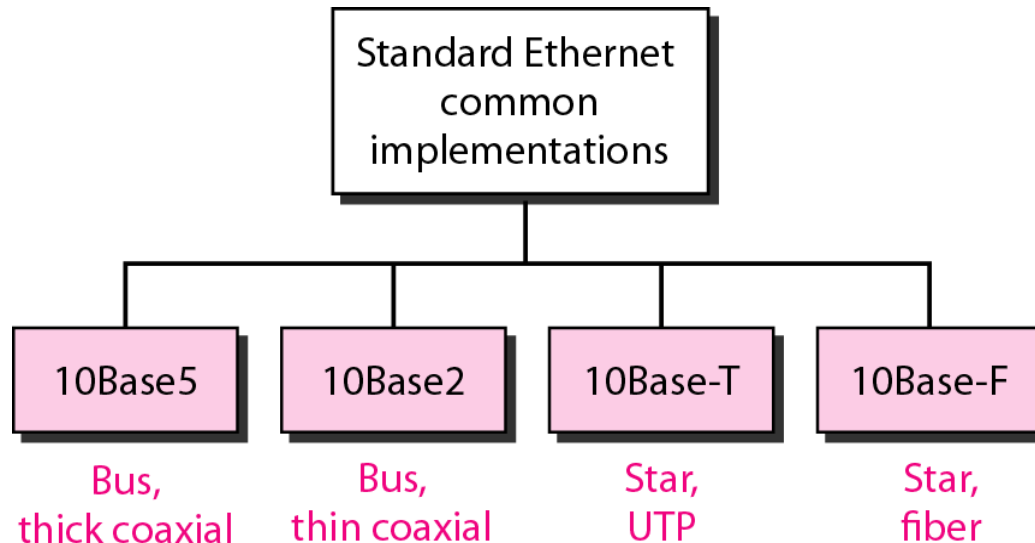 Standard Ethernet
common
implementations
10Base5
10Base2
10Base-T
10Base-F
Bus,
thick coaxial
Bus,
thin coaxial
Star,
UTP
Star,
fiber